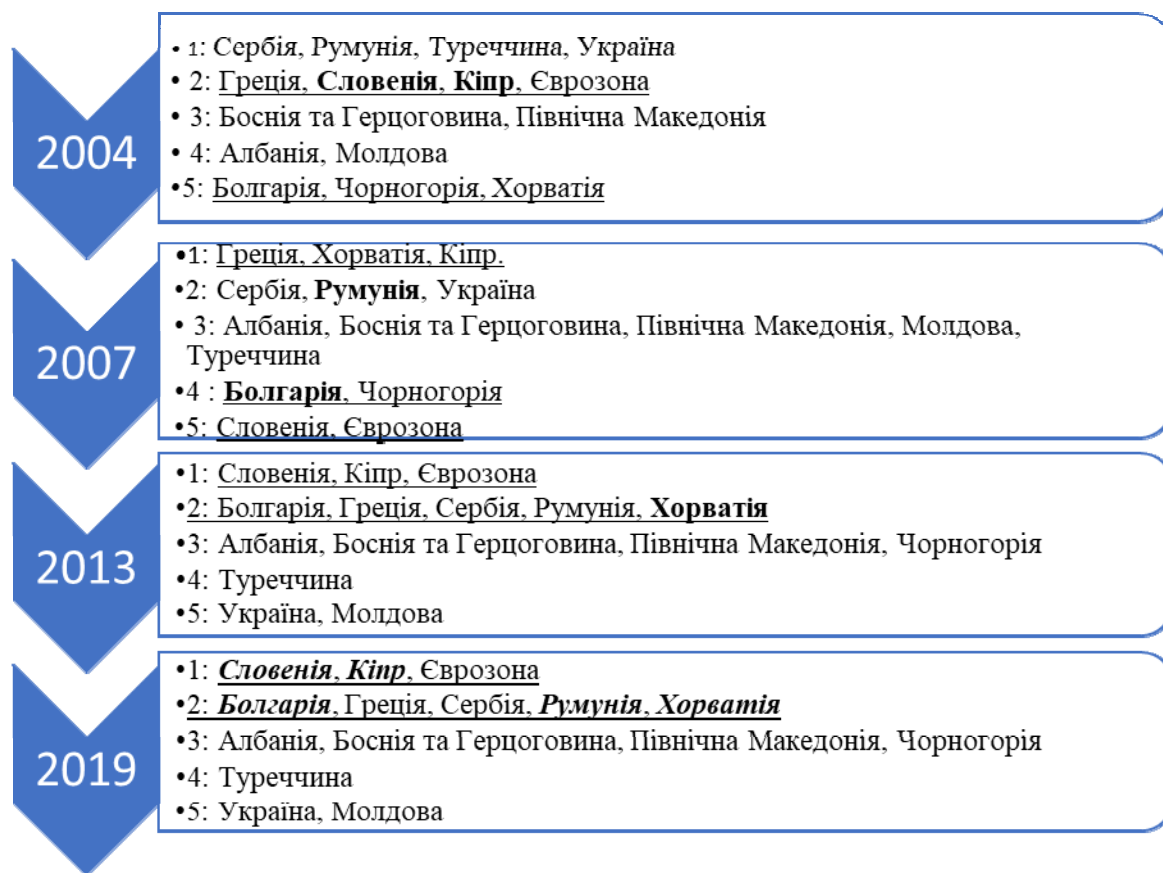 2004
• 1: Сербія, Румунія, Туреччина, Україна
• 2: Греція, Словенія, Кіпр, Єврозона
• 3: Боснія та Герцоговина, Північна Македонія
• 4: Албанія, Молдова
•5: Болгарія, Чорногорія, Хорватія
2007
•1: Греція, Хорватія, Кіпр.
•2: Сербія, Румунія, Україна
• 3: Албанія, Боснія та Герцоговина, Північна Македонія, Молдова,
Туреччина
•4 : Болгарія, Чорногорія
•5: Словенія, Єврозона
2013
•1: Словенія, Кіпр, Єврозона
•2: Болгарія, Греція, Сербія, Румунія, Хорватія
•3: Албанія, Боснія та Герцоговина, Північна Македонія, Чорногорія
•4: Туреччина
•5: Україна, Молдова
2019
•1: Словенія, Кіпр, Єврозона
•2: Болгарія, Греція, Сербія, Румунія, Хорватія
•3: Албанія, Боснія та Герцоговина, Північна Македонія, Чорногорія
•4: Туреччина
•5: Україна, Молдова